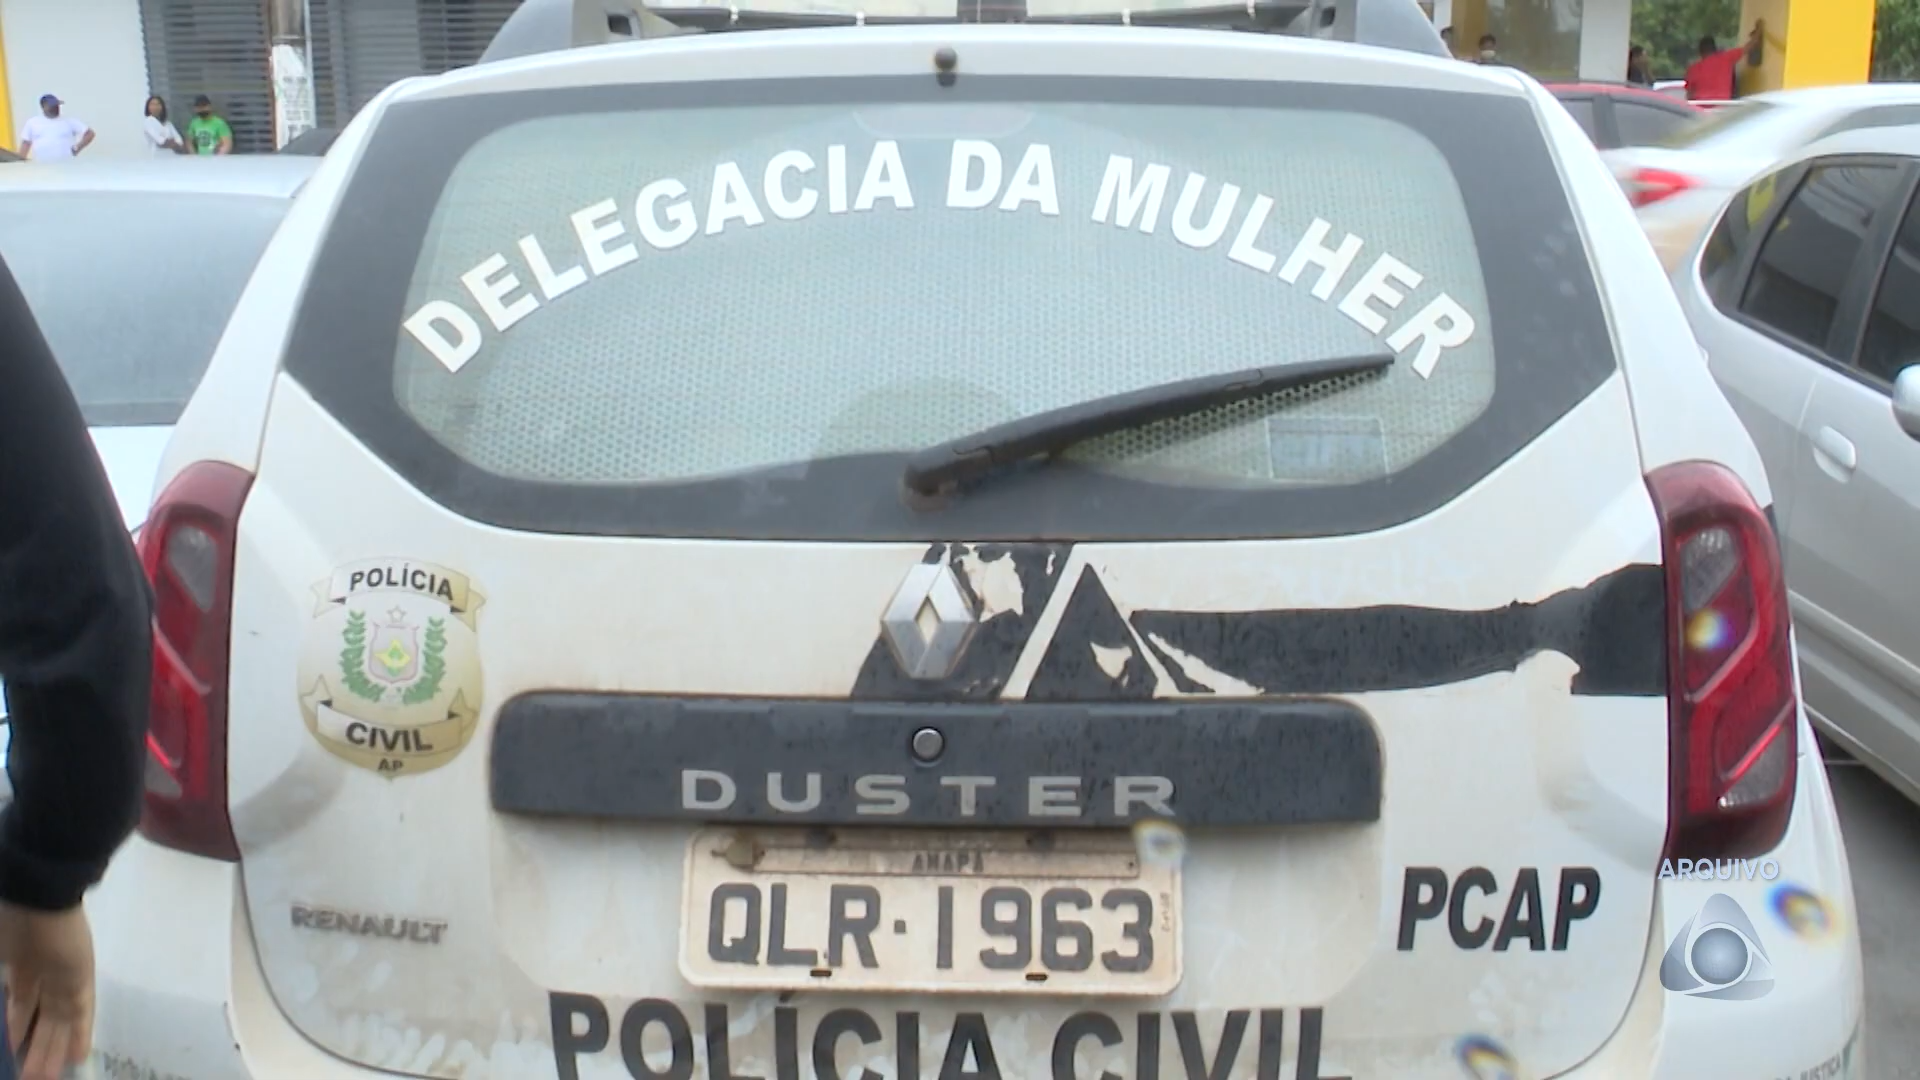 DELEGACIA DA MULHER
POLÍCIA
CIVIL
AP
DUSTER
AMAPÁ
QLR·1963
RENAULT
PCAP
ARQUIVO
POLÍCIA CIVIL